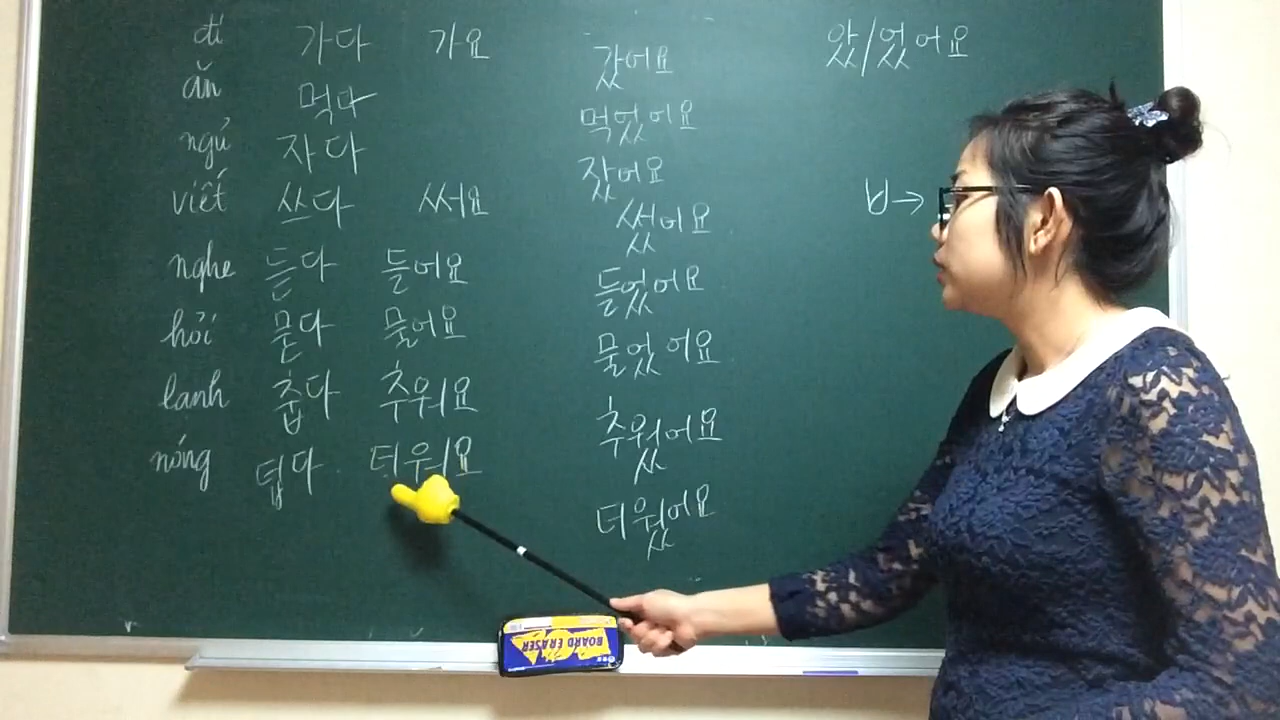 đi 가다 가요 갔어요 았/었어요
ăn 먹다 먹었어요
ngủ 자다 잤어요
viết 쓰다 써요 썼어요 ㅂ→
nghe 듣다 들어요 들었어요
hỏi 묻다 물어요 물었어요
lanh 춥다 추워요 추웠어요
nóng 덥다 더워요 더웠어요
BOARD ERASER